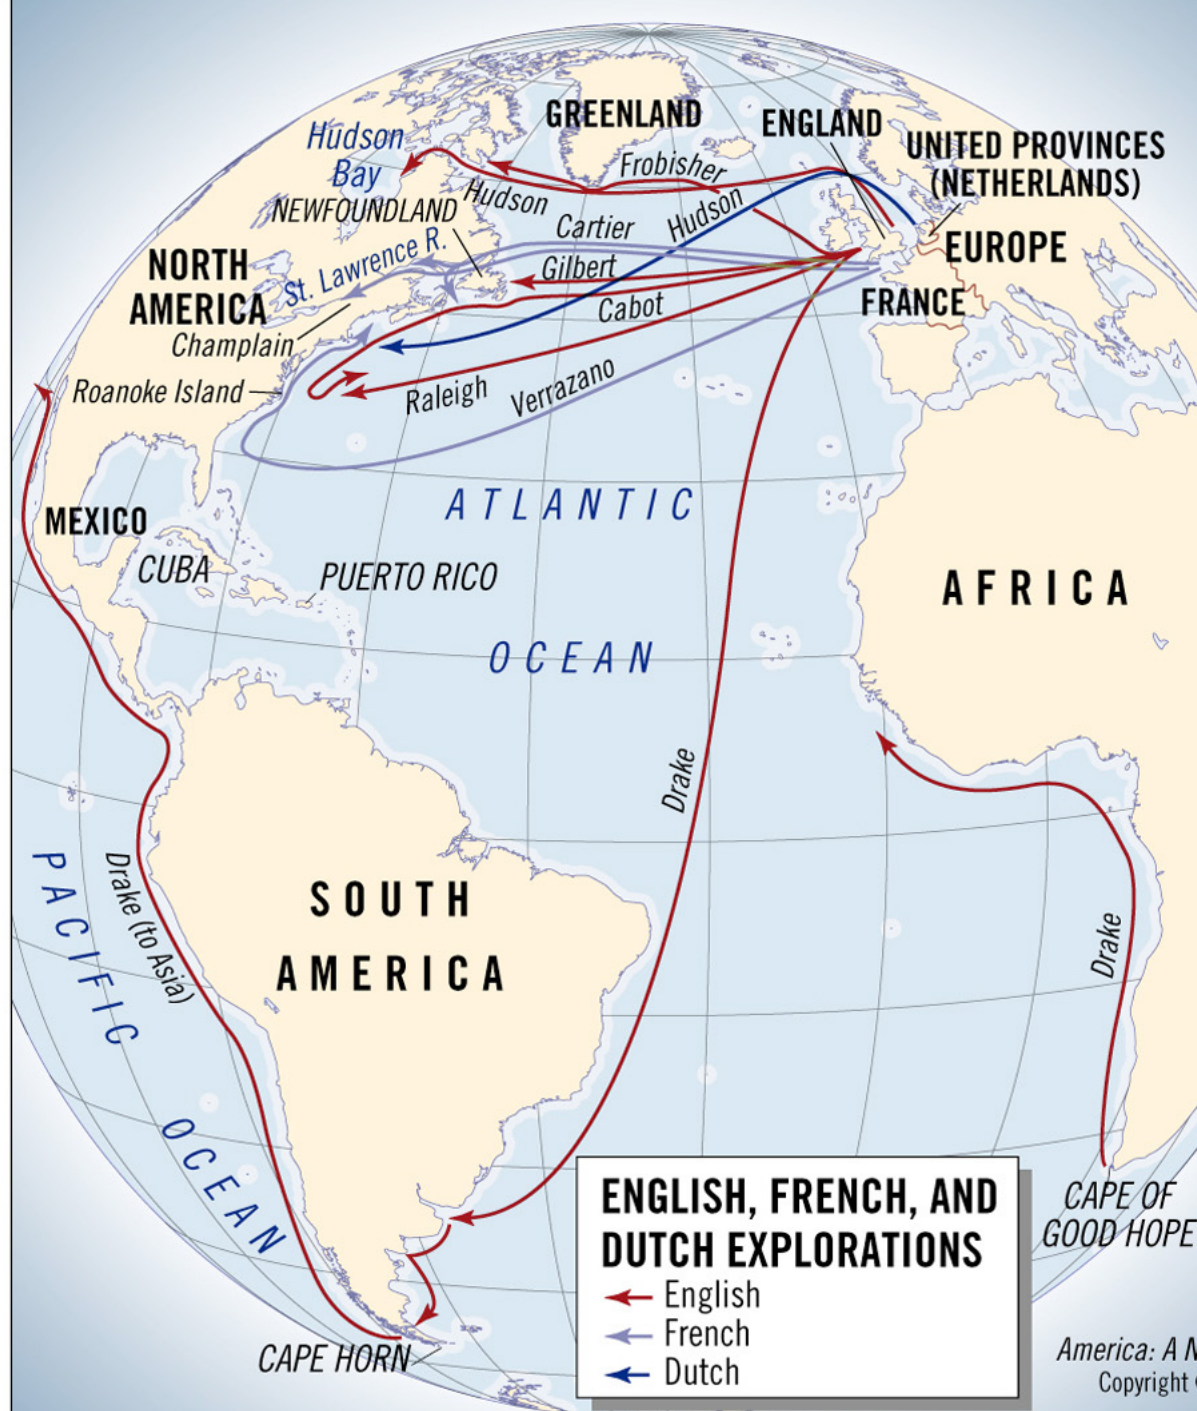 GREENLAND
ENGLAND
UNITED PROVINCES
(NETHERLANDS)
Hudson
Bay
Frobisher
Hudson
Hudson
NEWFOUNDLAND
Cartier
St. Lawrence R.
EUROPE
NORTH
AMERICA
Gilbert
Cabot
FRANCE
Champlain
Roanoke Island
Raleigh
Verrazano
ATLANTIC
OCEAN
MEXICO
CUBA
PUERTO RICO
AFRICA
Drake
Drake (to Asia)
PACIFIC
OCEAN
SOUTH
AMERICA
Drake
CAPE OF
GOOD HOPE
CAPE HORN
ENGLISH, FRENCH, AND
DUTCH EXPLORATIONS
English
French
Dutch
America: A N
Copyright